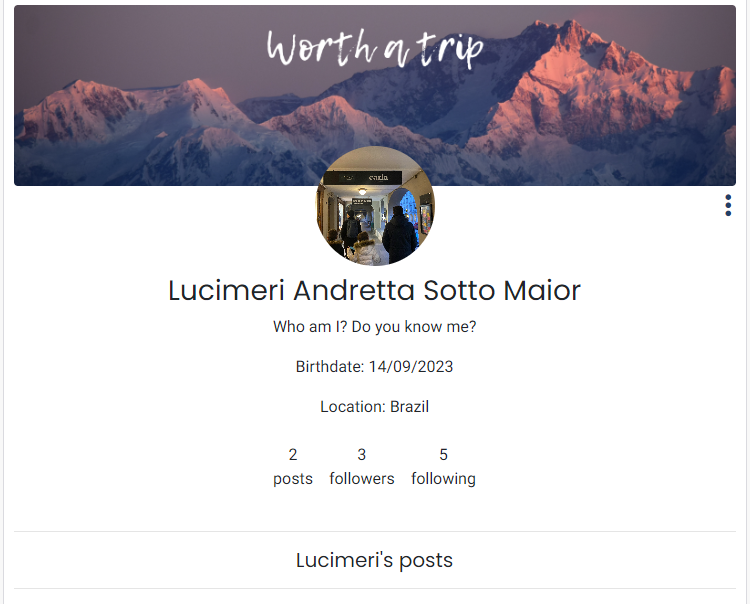 Worth a trip
Lucimeri Andretta Sotto Maior
Who am I? Do you know me?
Birthdate: 14/09/2023
Location: Brazil
2 3 5
posts followers following
Lucimeri's posts